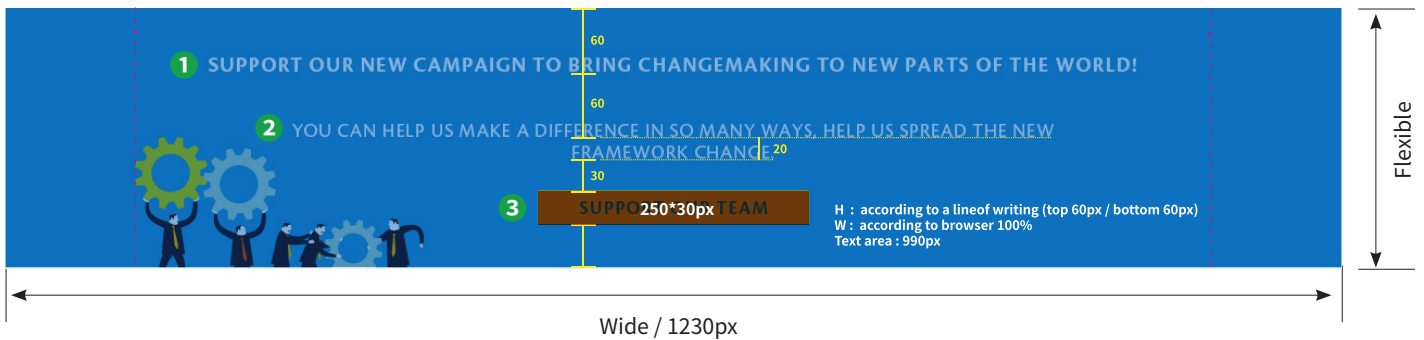 60
1 SUPPORT OUR NEW CAMPAIGN TO BRING CHANGEMAKING TO NEW PARTS OF THE WORLD!
60
2 YOU CAN HELP US MAKE A DIFFERENCE IN SO MANY WAYS, HELP US SPREAD THE NEW
FRAMEWORK CHANGE.
20
30
3 SUPPO TEAM
250*30px
H : according to a lineof writing (top 60px / bottom 60px)
W : according to browser 100%
Text area : 990px
Flexible
Wide / 1230px